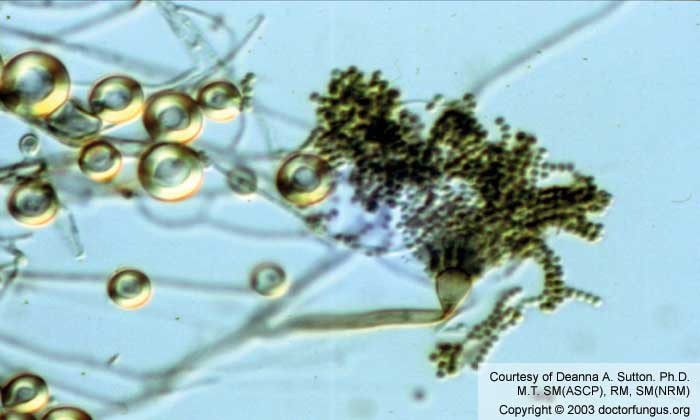 Courtesy of Deanna A. Sutton. Ph.D.
M.T. SM(ASCP), RM, SM(NRM)
Copyright © 2003 doctorfungus.org